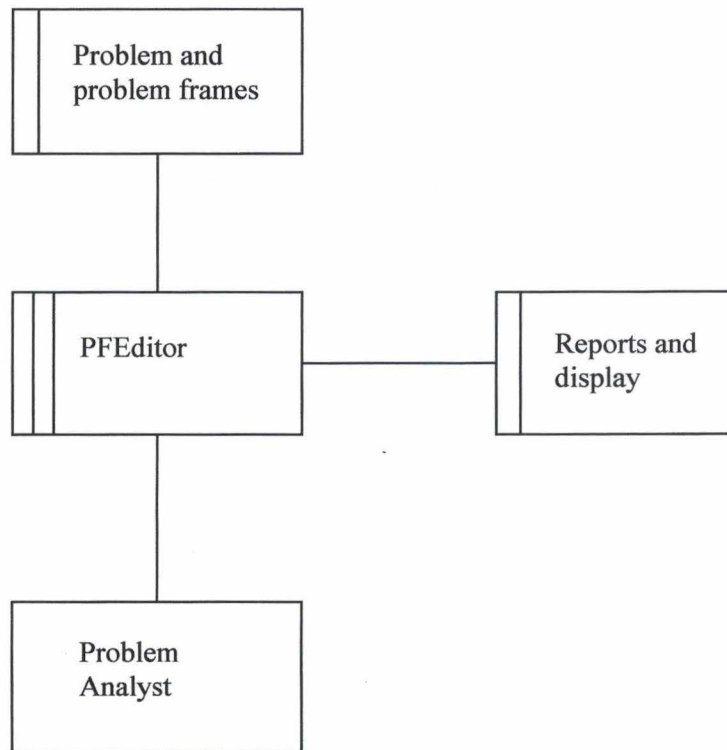 Problem and
problem frames
PFEditor
Reports and
display
Problem
Analyst